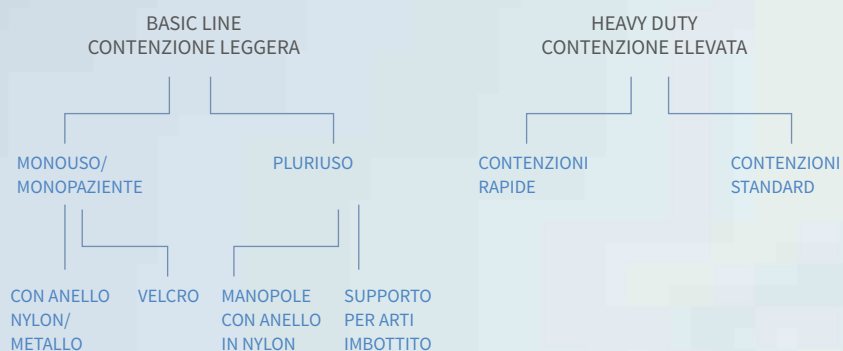 BASIC LINE
CONTENZIONE LEGGERA
HEAVY DUTY
CONTENZIONE ELEVATA
MONOUSO/
MONOPAZIENTE
PLURIUSO
CONTENZIONI
RAPIDE
CONTENZIONI
STANDARD
CON ANELLO
NYLON/
METALLO
VELCRO
MANOPOLE
CON ANELLO
IN NYLON
SUPPORTO
PER ARTI
IMBOTTITO